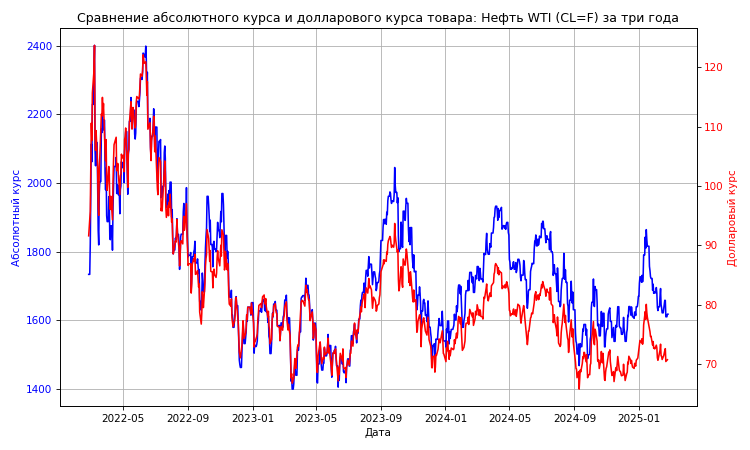 Сравнение абсолютного курса и долларового курса товара: Нефть WTI (CL=F) за три года
2400
2200
2000
1800
1600
1400
Абсолютный курс
120
110
100
90
80
70
Долларовый курс
2022-05 2022-09 2023-01 2023-05 2023-09 2024-01 2024-05 2024-09 2025-01
Дата